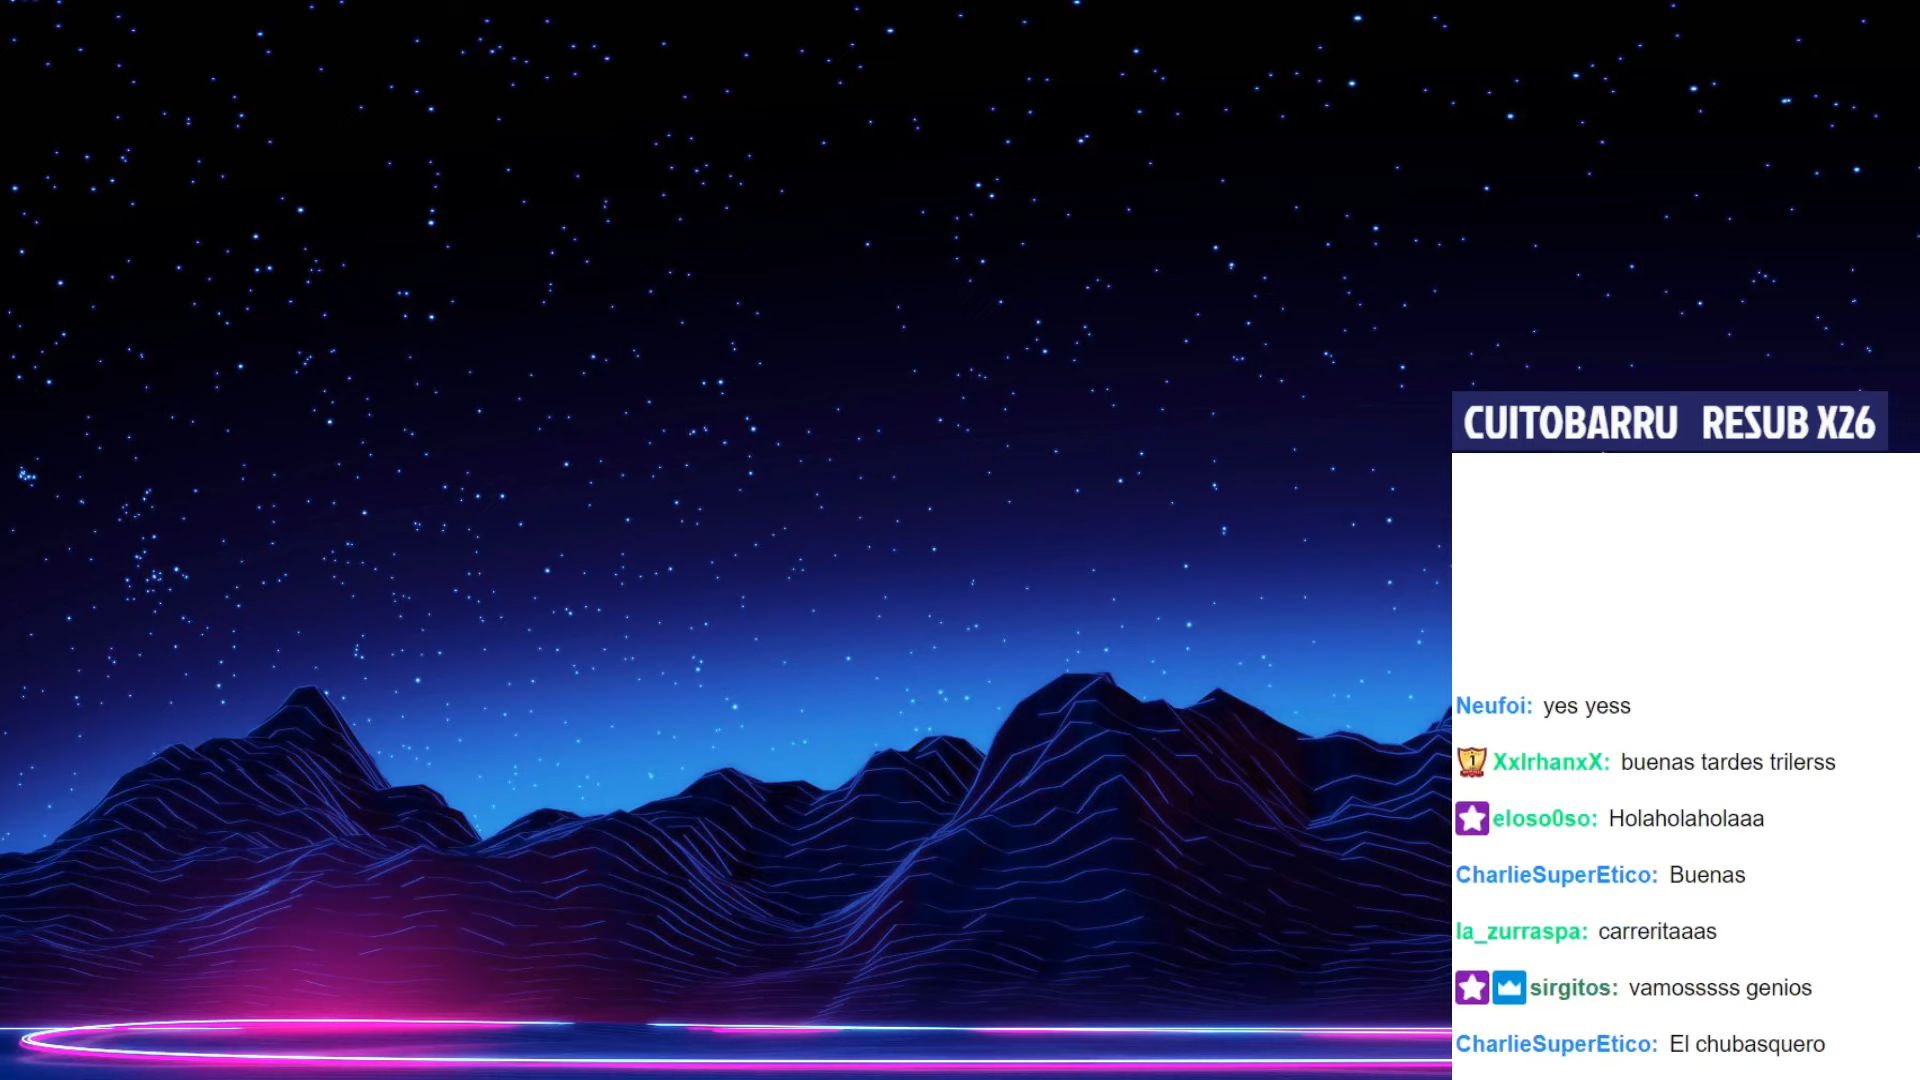 CUITOBARRU RESUB X26
Neufoi: yes yess
XxIrhanxX: buenas tardes trilerss
eloso0so: Holaholaholaaa
CharlieSuperEtico: Buenas
la_zurraspa: carreritaaas
sirgitos: vamosssss genios
CharlieSuperEtico: El chubasquero